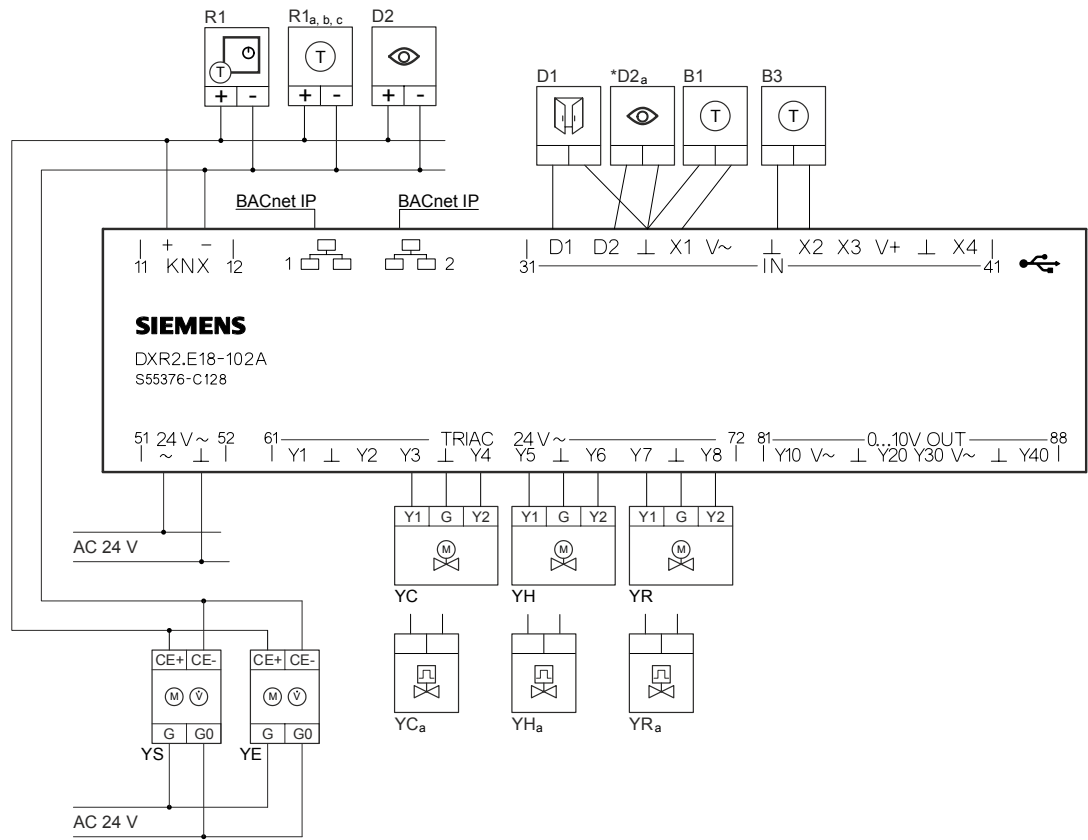 R1 R1a, b, c D2
T T
+ - + - + -
D1 *D2a B1 B3
T T
BACnet IP BACnet IP
+ - D1 D2 ⊥ X1 V~ ⊥ X2 X3 V+ ⊥ X4
11 KNX 12 1 2 31 IN 41
SIEMENS
DXR2.E18-102A
S55376-C128
51 24 V ~ 52 61 TRIAC 24 V ~ 72 81 0...10V OUT 88
~ ⊥ Y1 ⊥ Y2 Y3 ⊥ Y4 Y5 ⊥ Y6 Y7 ⊥ Y8 Y10 V~ ⊥ Y20 Y30 V~ ⊥ Y40
Y1 G Y2 Y1 G Y2 Y1 G Y2
M M M
AC 24 V
YC YH YR
CE+ CE- CE+ CE-
M V̇ M V̇
G G0 G G0
YS YE
YCa YHa YRa
AC 24 V